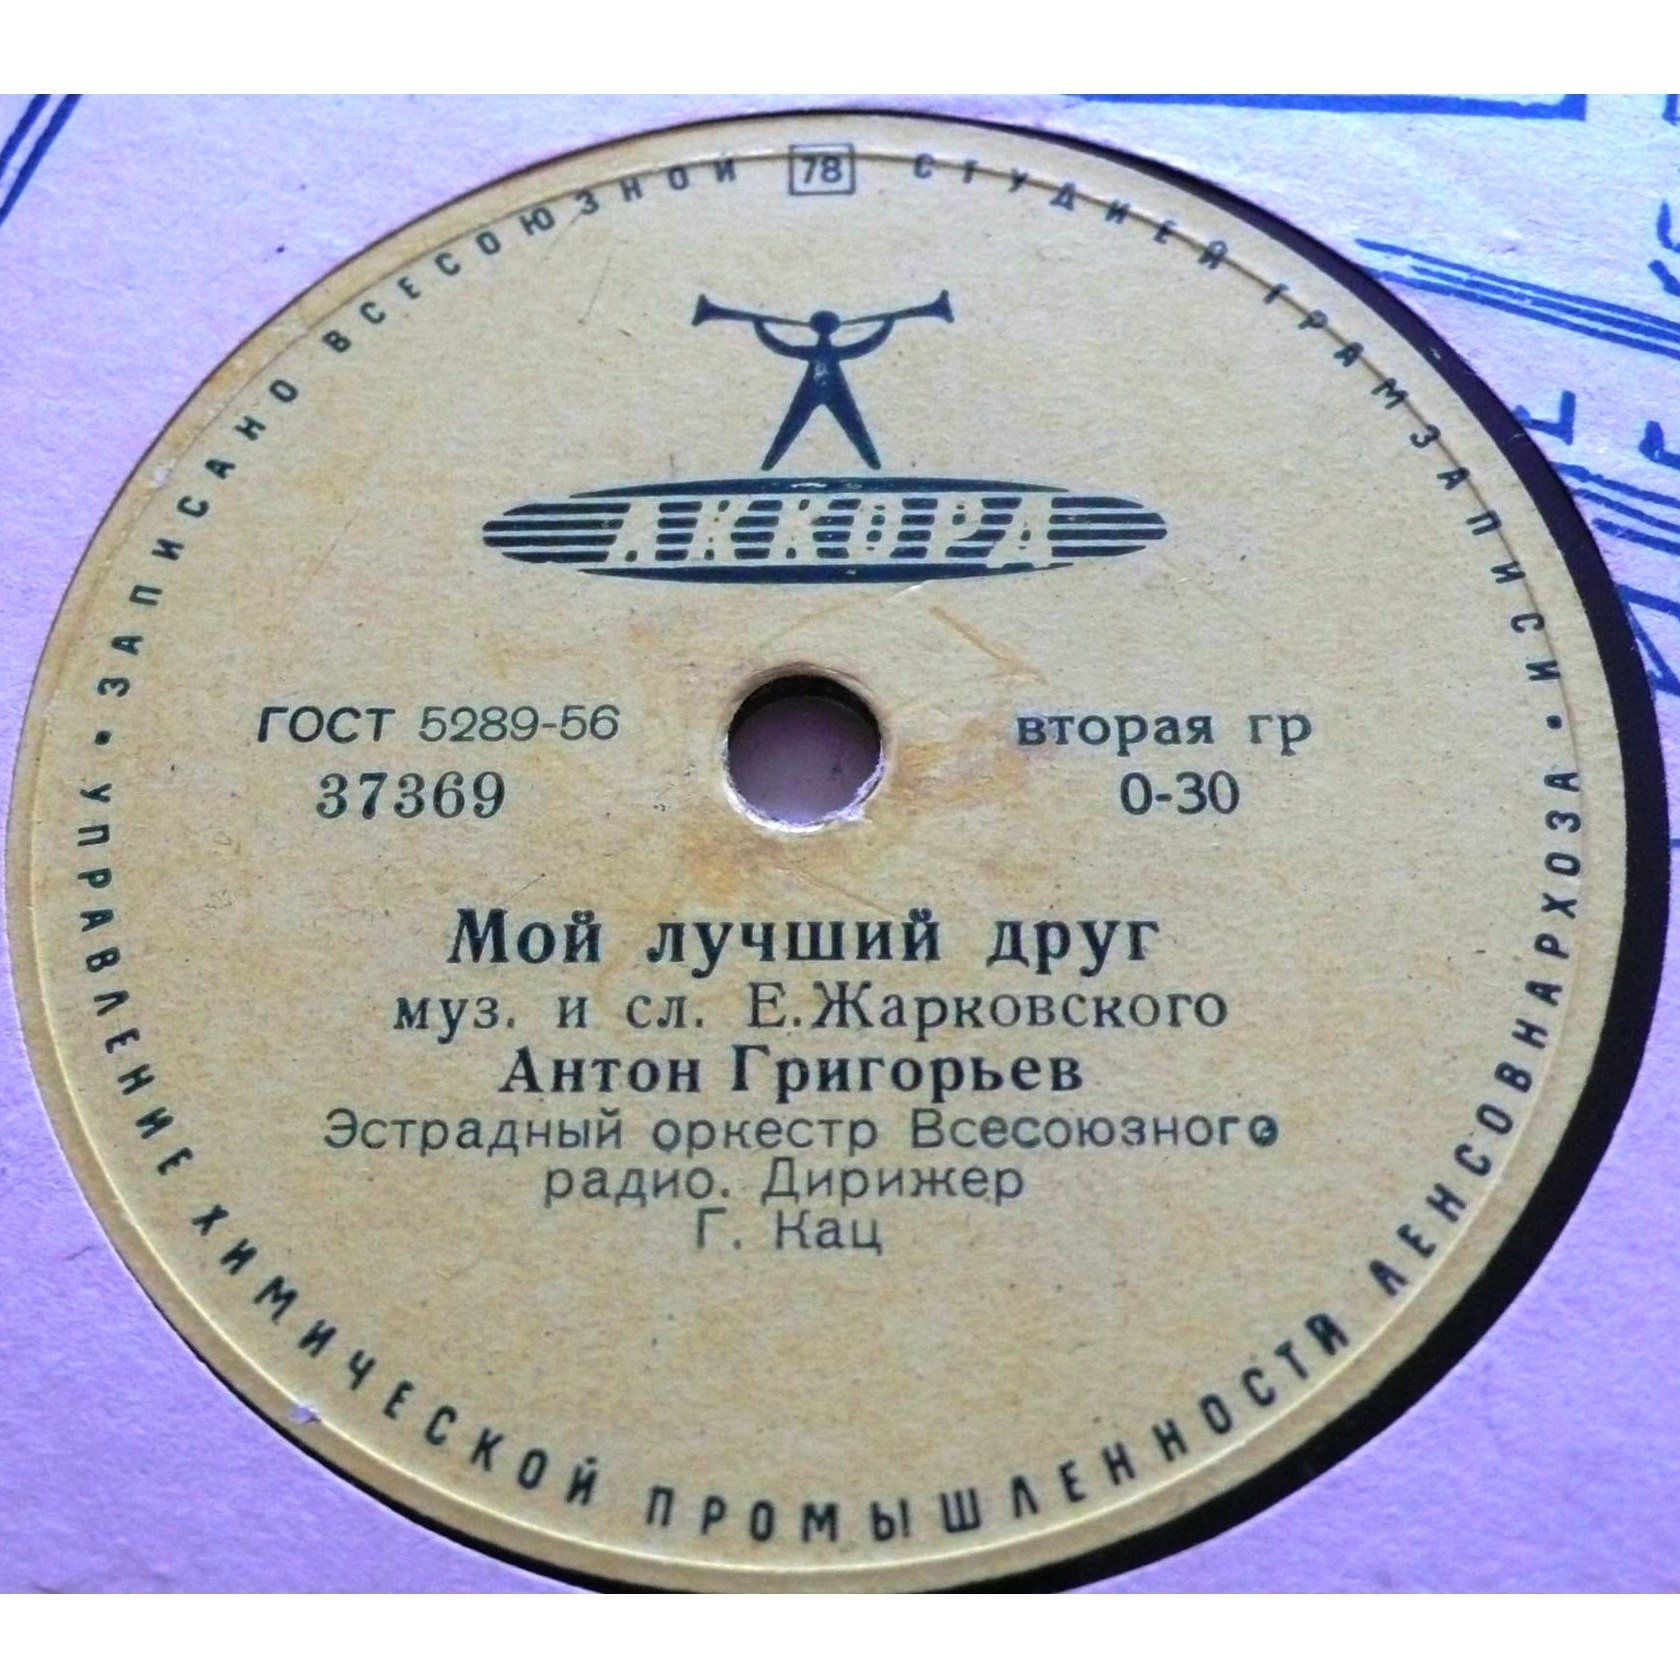 • ЗАПИСАНО ВСЕСОЮЗНОЙ 78 СТУДИЕЙ ГРАМЗАПИСИ •
АККОРД
ГОСТ 5289-56
37369
вторая гр
0-30
Мой лучший друг
муз. и сл. Е.Жарковского
Антон Григорьев
Эстрадный оркестр Всесоюзного
радио. Дирижер
Г. Кац
УПРАВЛЕНИЕ ХИМИЧЕСКОЙ ПРОМЫШЛЕННОСТИ ЛЕНСОВНАРХОЗА